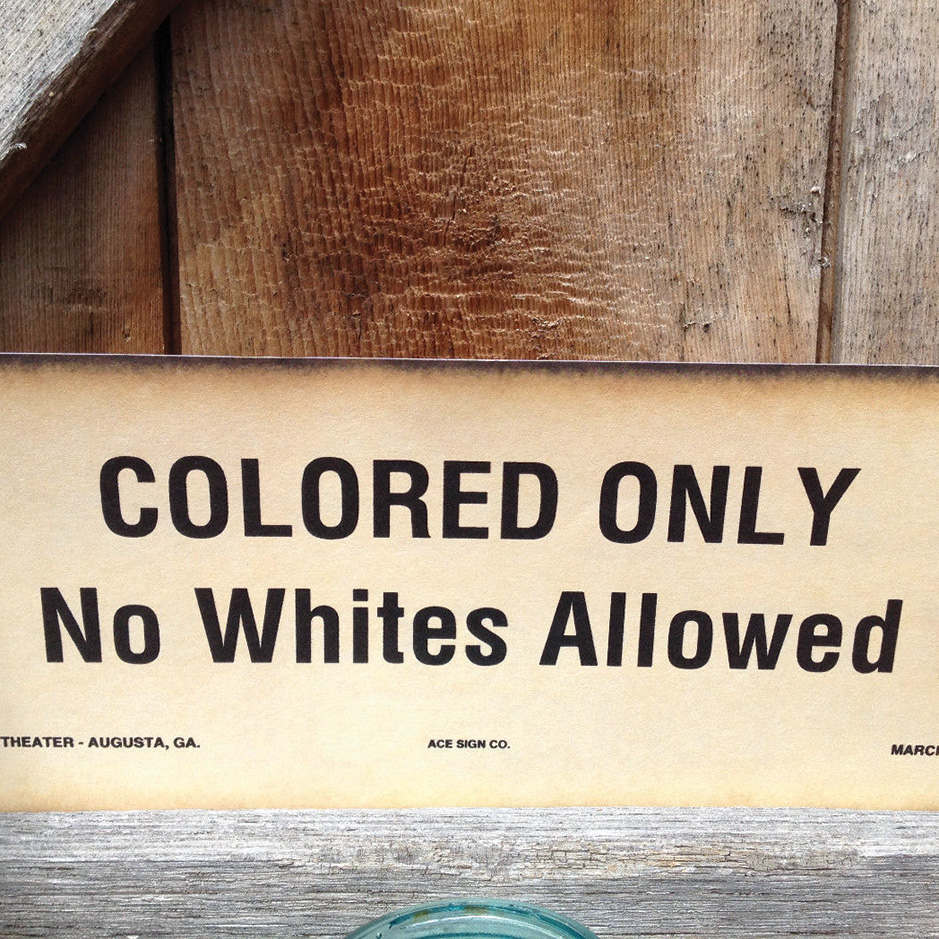 COLORED ONLY
No Whites Allowed
THEATER - AUGUSTA, GA. ACE SIGN CO.